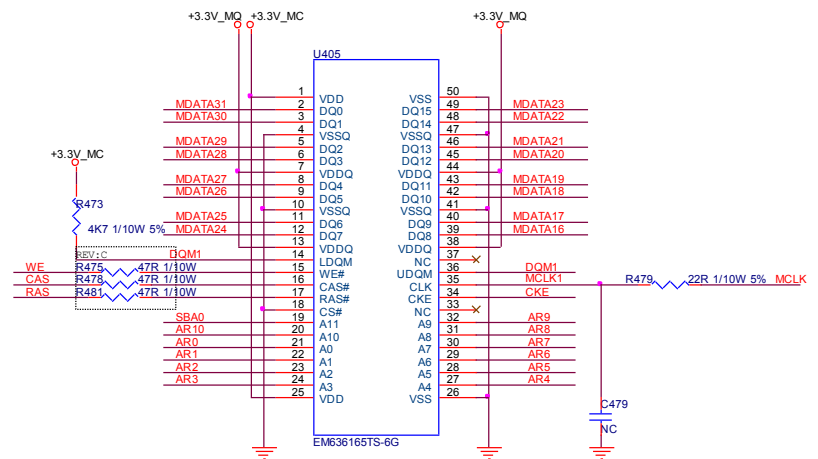 +3.3V_MQ +3.3V_MC +3.3V_MQ
U405
1 VDD VSS 50
MDATA31 2 DQ0 DQ15 49 MDATA23
MDATA30 3 DQ1 DQ14 48 MDATA22
4 VSSQ VSSQ 47
MDATA29 5 DQ2 DQ13 46 MDATA21
MDATA28 6 DQ3 DQ12 45 MDATA20
+3.3V_MC
7 VDDQ VDDQ 44
MDATA27 8 DQ4 DQ11 43 MDATA19
MDATA26 9 DQ5 DQ10 42 MDATA18
R473
10 VSSQ VSSQ 41
MDATA25 11 DQ6 DQ9 40 MDATA17
4K7 1/10W 5% MDATA24 12 DQ7 DQ8 39 MDATA16
13 VDDQ VDDQ 38
REV:C DQM1 14 LDQM NC 37
WE R475 47R 1/10W 15 WE# UDQM 36 DQM1
CAS R478 47R 1/10W 16 CAS# CLK 35 MCLK1 R479 22R 1/10W 5% MCLK
RAS R481 47R 1/10W 17 RAS# CKE 34 CKE
18 CS# NC 33
SBA0 19 A11 A9 32 AR9
AR10 20 A10 A8 31 AR8
AR0 21 A0 A7 30 AR7
AR1 22 A1 A6 29 AR6
AR2 23 A2 A5 28 AR5
AR3 24 A3 A4 27 AR4
25 VDD VSS 26
C479
NC
EM636165TS-6G